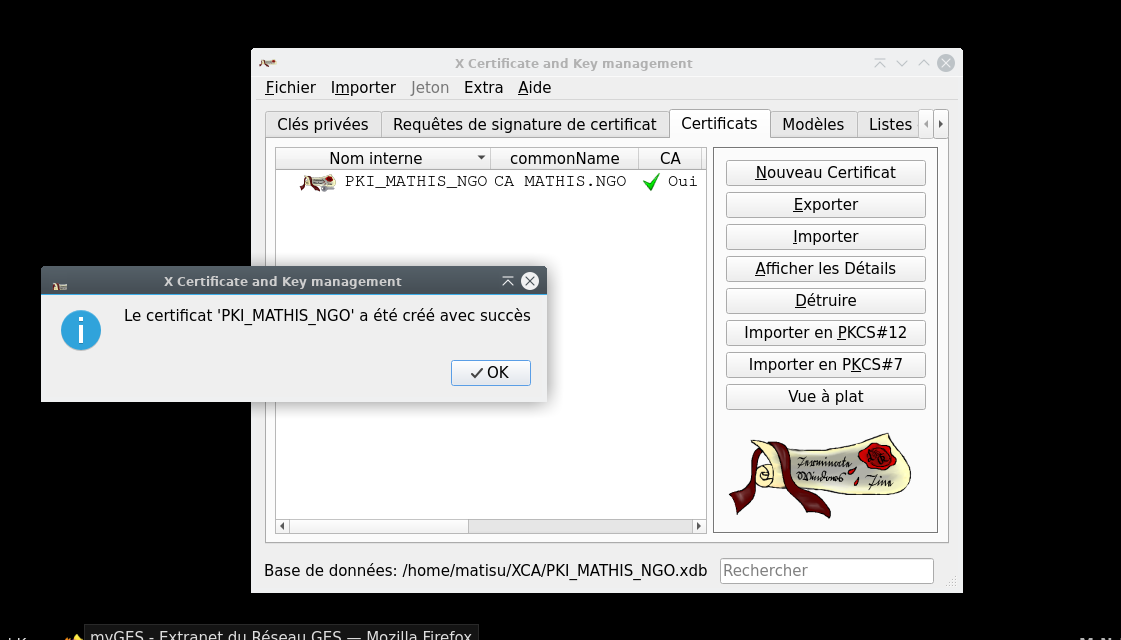 X Certificate and Key management
Fichier Importer Jeton Extra Aide
Clés privées Requêtes de signature de certificat Certificats Modèles Listes
Nom interne commonName CA
PKI_MATHIS_NGO CA MATHIS.NGO Oui
Nouveau Certificat
Exporter
Importer
Afficher les Détails
Détruire
Importer en PKCS#12
Importer en PKCS#7
Vue à plat
X Certificate and Key management
Le certificat 'PKI_MATHIS_NGO' a été créé avec succès
OK
Terminate
Windows
Fine
Base de données: /home/matisu/XCA/PKI_MATHIS_NGO.xdb Rechercher
myGES - Extranet du Réseau GES — Mozilla Firefox